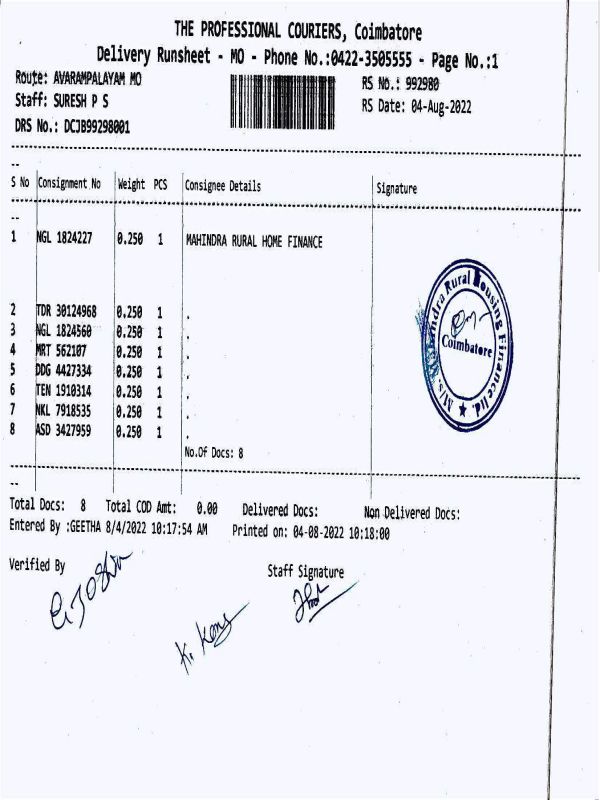 THE PROFESSIONAL COURIERS, Coimbatore
Delivery Runsheet - MO - Phone No.:0422-3505555 - Page No.:1
Route: AVARAMPALAYAM MO RS No.: 992980
Staff: SURESH P S RS Date: 04-Aug-2022
DRS No.: DCJB99298001
S No Consignment No Weight PCS Consignee Details Signature
1 NGL 1824227 0.250 1 MAHINDRA RURAL HOME FINANCE
2 TDR 30124968 0.250 1 .
3 NGL 1824560 0.250 1 .
4 MRT 562107 0.250 1 .
5 DDG 4427334 0.250 1 .
6 TEN 1910314 0.250 1 .
7 NKL 7918535 0.250 1 .
8 ASD 3427959 0.250 1 .
No.Of Docs: 8
M/s. Mahindra Rural Housing Finance ltd.
Coimbatore
Total Docs: 8 Total COD Amt: 0.00 Delivered Docs: Non Delivered Docs:
Entered By :GEETHA 8/4/2022 10:17:54 AM Printed on: 04-08-2022 10:18:00
Verified By Staff Signature